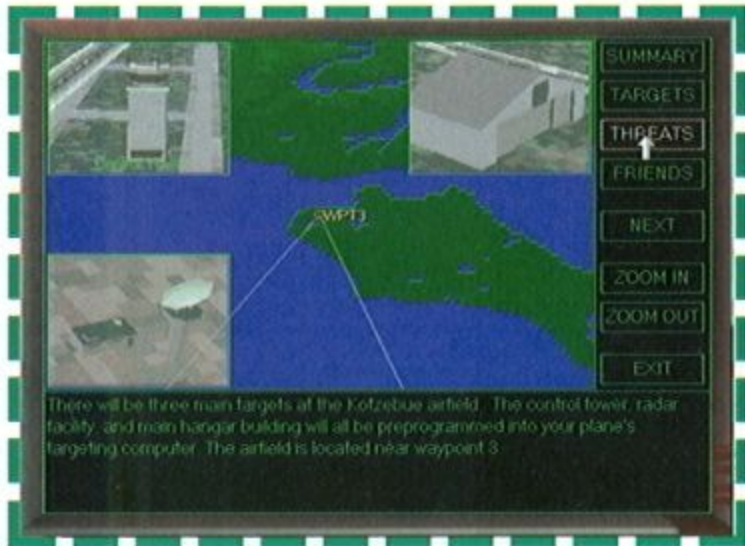 SUMMARY
TARGETS
THREATS
FRIENDS
NEXT
ZOOM IN
ZOOM OUT
EXIT
WPT3
There will be three main targets at the Kotzebue airfield. The control tower, radar
facility, and main hangar building will all be preprogrammed into your plane's
targeting computer. The airfield is located near waypoint 3.